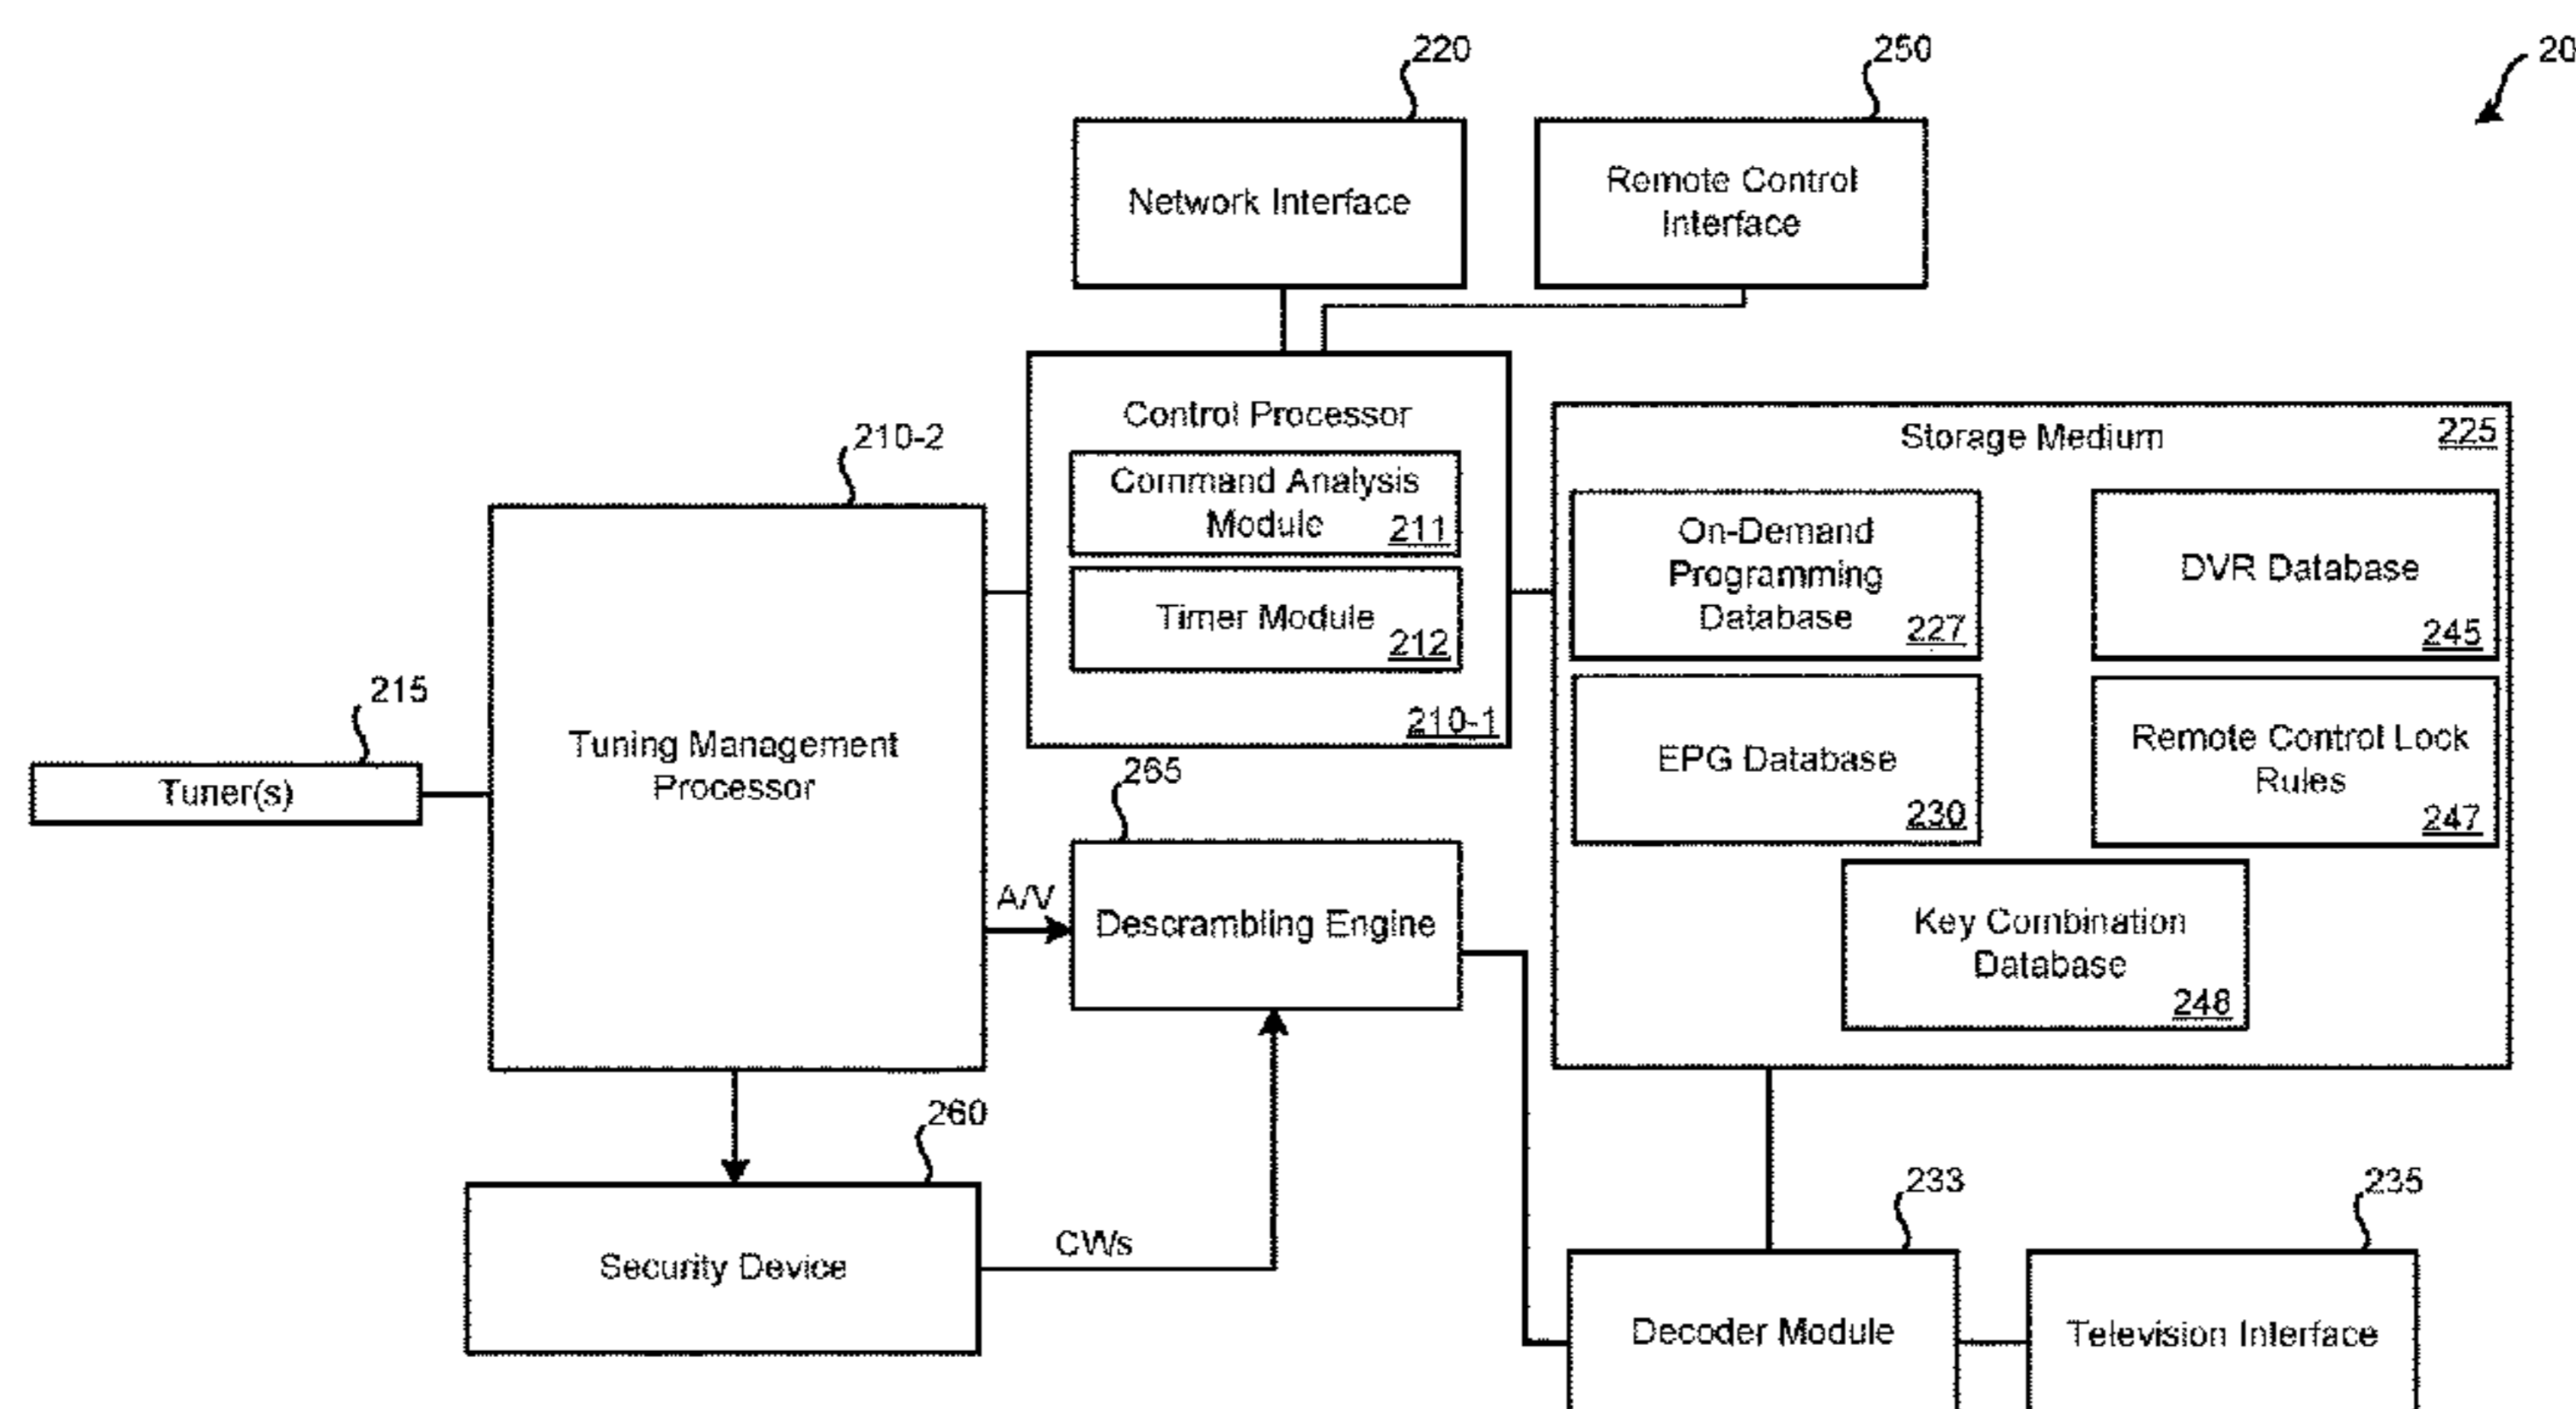 220
250
20
Network Interface
Remote Control
Interface
Control Processor
Command Analysis
Module
211
Timer Module
212
210-1
210-2
Storage Medium
225
On-Demand
Programming
Database
227
DVR Database
245
EPG Database
230
Remote Control Lock
Rules
247
Key Combination
Database
248
215
Tuner(s)
Tuning Management
Processor
265
A/V
Descrambling Engine
260
Security Device
CWs
233
Decoder Module
235
Television Interface